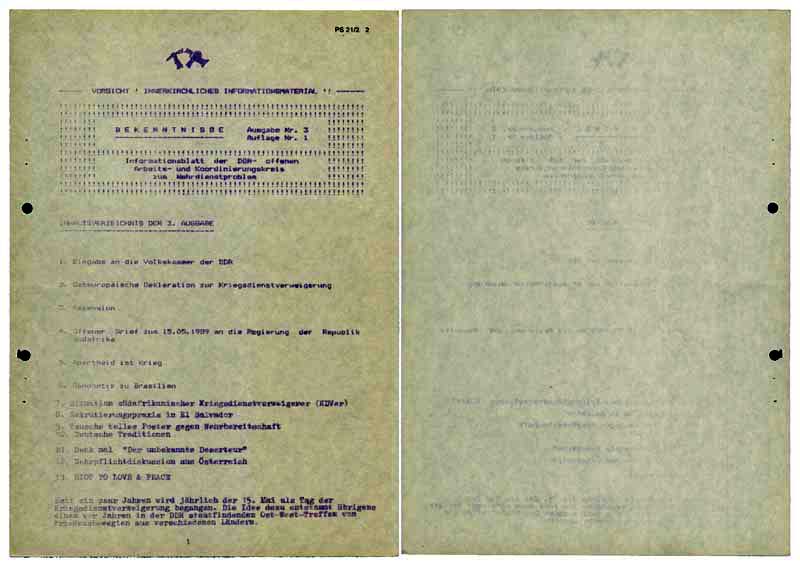 PS 21/2 2
VORSICHT ! INNERKIRCHLICHES INFORMATIONSMATERIAL !!
BEKENNTNISSE Ausgabe Nr. 3
Auflage Nr. 1
Informationsblatt der DDR- offenen
Arbeits- und Koordinierungskreis
zum Wehrdienstproblem
INHALTSVERZEICHNIS DER 3. AUSGABE
1. Eingabe an die Volkskammer der DDR
2. Osteuropäische Deklaration zur Kriegsdienstverweigerung
3. Rezension
4. Offener Brief zum 15.05.1989 an die Regierung der Republik
Südafrika
5. Apartheid ist Krieg
6. zu Brasilien
7. Situation südafrikanischer Kriegsdienstverweigerer (KDVer)
8. Rekrutierungspraxis in El Salvador
9. Tausche tolles Poster gegen Wehrbereitschaft
10. Deutsche Traditionen
11. Denk mal "Der unbekannte Deserteur"
12. Wehrpflichtdiskussion aus Österreich
13. RIOT TO LOVE & PEACE
Seit ein paar Jahren wird jährlich der 15. Mai als Tag der
Kriegsdienstverweigerung begangen. Die Idee dazu entstammt übrigens
einem vor Jahren in der DDR stattfindenden Ost-West-Treffen von
Friedensbewegten aus verschiedenen Ländern.
1